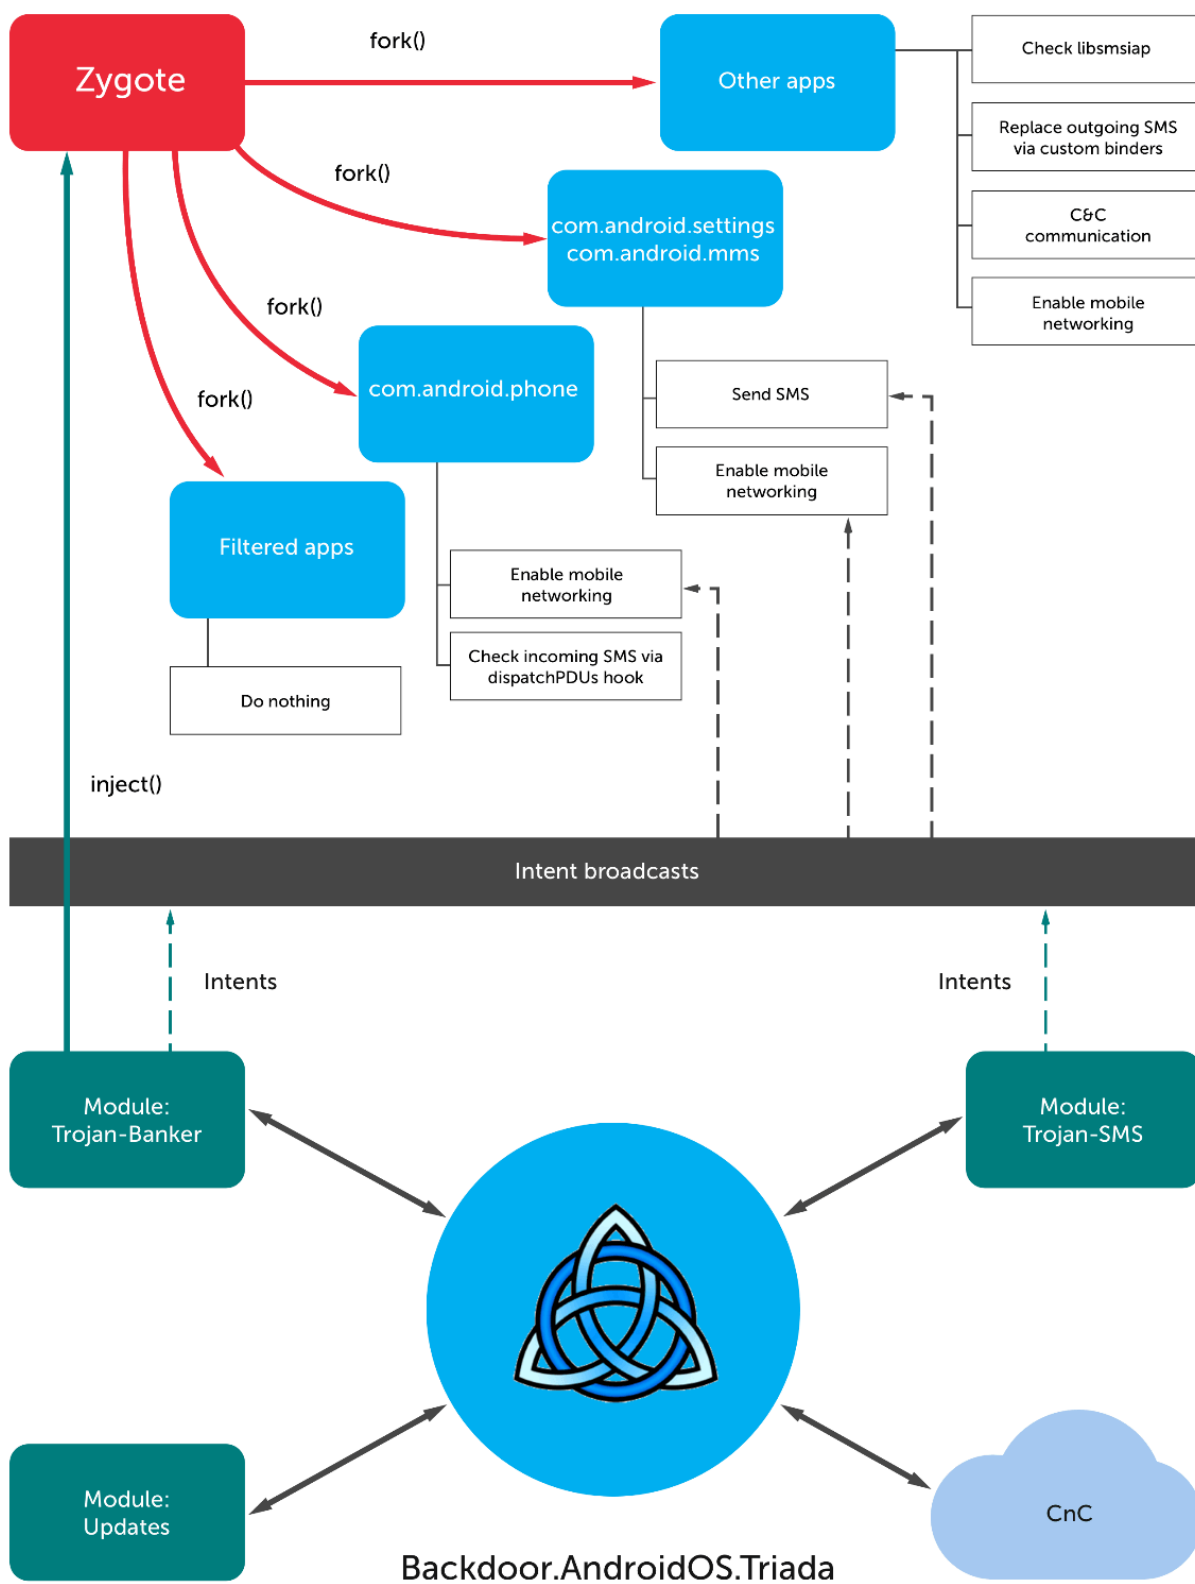 Zygote
fork()
Other apps
Check libsmsiap
Replace outgoing SMS
via custom binders
C&C
communication
Enable mobile
networking
fork()
com.android.settings
com.android.mms
Send SMS
Enable mobile
networking
fork()
com.android.phone
Enable mobile
networking
Check incoming SMS via
dispatchPDUs hook
fork()
Filtered apps
Do nothing
inject()
Intent broadcasts
Intents
Intents
Module:
Trojan-Banker
Module:
Trojan-SMS
Module:
Updates
CnC
Backdoor.AndroidOS.Triada